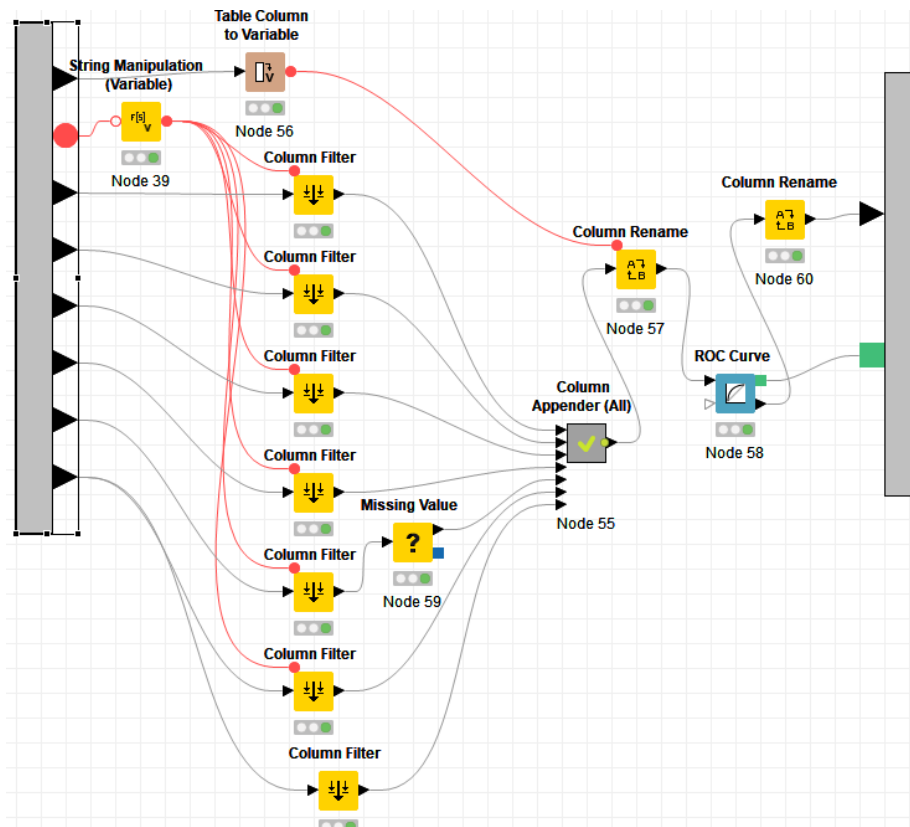 Table Column
to Variable
String Manipulation
(Variable)
V
r[s]
V
Node 56
Node 39
Column Filter
Column Rename
A
B
Node 60
Column Filter
Column Rename
A
B
Node 57
Column Filter
ROC Curve
Node 58
Column
Appender (All)
Column Filter
Missing Value
?
Node 55
Column Filter
Node 59
Column Filter
Column Filter